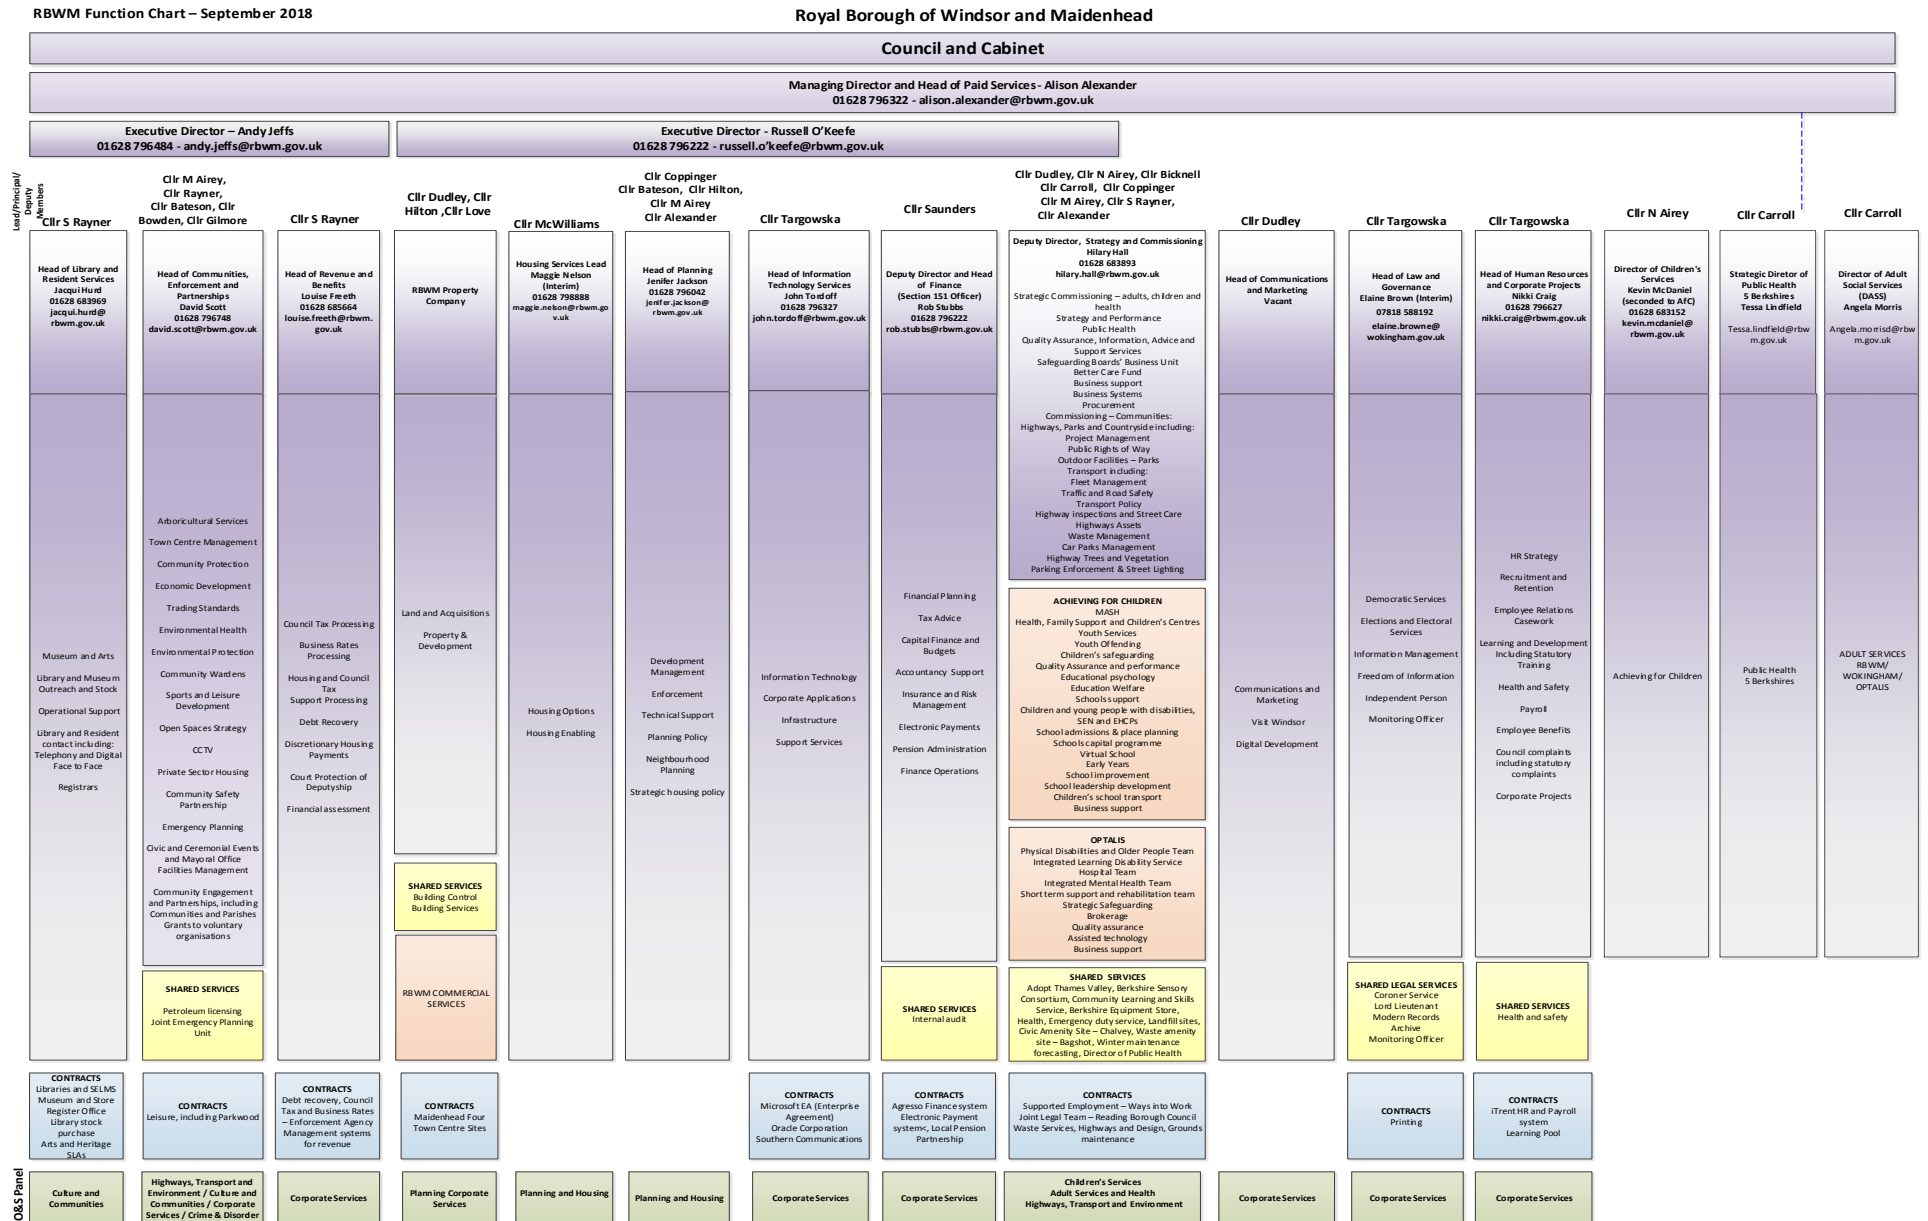 RBWM Function Chart – September 2018
Royal Borough of Windsor and Maidenhead
Council and Cabinet
Managing Director and Head of Paid Services - Alison Alexander
01628 796322 - alison.alexander@rbwm.gov.uk
Executive Director – Andy Jeffs
01628 796484 - andy.jeffs@rbwm.gov.uk
Executive Director - Russell O'Keefe
01628 796222 - russell.o'keefe@rbwm.gov.uk
Lead/Principal/
Deputy
Members
Cllr S Rayner
Head of Library and
Resident Services
Jacqui Hurd
01628 683969
jacqui.hurd@
rbwm.gov.uk
Museum and Arts
Library and Museum
Outreach and Stock
Operational Support
Library and Resident
contact including:
Telephony and Digital
Face to Face
Registrars
CONTRACTS
Libraries and SELMS
Museum and Store
Register Office
Library stock
purchase
Arts and Heritage
SLAs
Cllr M Airey,
Cllr Rayner,
Cllr Bateson, Cllr
Bowden, Cllr Gilmore
Head of Communities,
Enforcement and
Partnerships
David Scott
01628 796748
david.scott@rbwm.gov.uk
Arboricultural Services
Town Centre Management
Community Protection
Economic Development
Trading Standards
Environmental Health
Environmental Protection
Community Wardens
Sports and Leisure
Development
Open Spaces Strategy
CCTV
Private Sector Housing
Community Safety
Partnership
Emergency Planning
Civic and Ceremonial Events
and Mayoral Office
Facilities Management
Community Engagement
and Partnerships, including
Communities and Parishes
Grants to voluntary
organisations
SHARED SERVICES
Petroleum licensing
Joint Emergency Planning
Unit
CONTRACTS
Leisure, including Parkwood
Cllr S Rayner
Head of Revenue and
Benefits
Louise Freeth
01628 685664
louise.freeth@rbwm.
gov.uk
Council Tax Processing
Business Rates
Processing
Housing and Council
Tax
Support Processing
Debt Recovery
Discretionary Housing
Payments
Court Protection of
Deputyship
Financial assessment
CONTRACTS
Debt recovery, Council
Tax and Business Rates
– Enforcement Agency
Management systems
for revenue
Cllr Dudley, Cllr
Hilton ,Cllr Love
RBWM Property
Company
Land and Acquisitions
Property &
Development
SHARED SERVICES
Building Control
Building Services
RBWM COMMERCIAL
SERVICES
CONTRACTS
Maidenhead Four
Town Centre Sites
Cllr McWilliams
Housing Services Lead
Maggie Nelson
(Interim)
01628 798888
maggie.nelson@rbwm.go
v.uk
Housing Options
Housing Enabling
Cllr Coppinger
Cllr Bateson, Cllr Hilton,
Cllr M Airey
Cllr Alexander
Head of Planning
Jenifer Jackson
01628 796042
jenifer.jackson@
rbwm.gov.uk
Development
Management
Enforcement
Technical Support
Planning Policy
Neighbourhood
Planning
Strategic housing policy
Cllr Targowska
Head of Information
Technology Services
John Tordoff
01628 796327
john.tordoff@rbwm.gov.uk
Information Technology
Corporate Applications
Infrastructure
Support Services
CONTRACTS
Microsoft EA (Enterprise
Agreement)
Oracle Corporation
Southern Communications
Cllr Saunders
Deputy Director and Head
of Finance
(Section 151 Officer)
Rob Stubbs
01628 796222
rob.stubbs@rbwm.gov.uk
Financial Planning
Tax Advice
Capital Finance and
Budgets
Accountancy Support
Insurance and Risk
Management
Electronic Payments
Pension Administration
Finance Operations
SHARED SERVICES
Internal audit
CONTRACTS
Agresso Finance system
Electronic Payment
system<, Local Pension
Partnership
Cllr Dudley, Cllr N Airey, Cllr Bicknell
Cllr Carroll, Cllr Coppinger
Cllr M Airey, Cllr S Rayner,
Cllr Alexander
Deputy Director, Strategy and Commissioning
Hilary Hall
01628 683893
hilary.hall@rbwm.gov.uk
Strategic Commissioning – adults, children and
health
Strategy and Performance
Public Health
Quality Assurance, Information, Advice and
Support Services
Safeguarding Boards' Business Unit
Better Care Fund
Business support
Business Systems
Procurement
Commissioning – Communities:
Highways, Parks and Countryside including:
Project Management
Public Rights of Way
Outdoor Facilities – Parks
Transport including:
Fleet Management
Traffic and Road Safety
Transport Policy
Highway inspections and Street Care
Highways Assets
Waste Management
Car Parks Management
Highway Trees and Vegetation
Parking Enforcement & Street Lighting
ACHIEVING FOR CHILDREN
MASH
Health, Family Support and Children's Centres
Youth Services
Youth Offending
Children's safeguarding
Quality Assurance and performance
Educational psychology
Education Welfare
Schools support
Children and young people with disabilities,
SEN and EHCPs
School admissions & place planning
Schools capital programme
Virtual School
Early Years
School improvement
School leadership development
Children's school transport
Business support
OPTALIS
Physical Disabilities and Older People Team
Integrated Learning Disability Service
Hospital Team
Integrated Mental Health Team
Short term support and rehabilitation team
Strategic Safeguarding
Brokerage
Quality assurance
Assisted technology
Business support
SHARED SERVICES
Adopt Thames Valley, Berkshire Sensory
Consortium, Community Learning and Skills
Service, Berkshire Equipment Store,
Health, Emergency duty service, Landfill sites,
Civic Amenity Site – Chalvey, Waste amenity
site – Bagshot, Winter maintenance
forecasting, Director of Public Health
CONTRACTS
Supported Employment – Ways into Work
Joint Legal Team – Reading Borough Council
Waste Services, Highways and Design, Grounds
maintenance
Cllr Dudley
Head of Communications
and Marketing
Vacant
Communications and
Marketing
Visit Windsor
Digital Development
Cllr Targowska
Head of Law and
Governance
Elaine Brown (Interim)
07818 588192
elaine.browne@
wokingham.gov.uk
Democratic Services
Elections and Electoral
Services
Information Management
Freedom of Information
Independent Person
Monitoring Officer
SHARED LEGAL SERVICES
Coroner Service
Lord Lieutenant
Modern Records
Archive
Monitoring Officer
CONTRACTS
Printing
Cllr Targowska
Head of Human Resources
and Corporate Projects
Nikki Craig
01628 796627
nikki.craig@rbwm.gov.uk
HR Strategy
Recruitment and
Retention
Employee Relations
Casework
Learning and Development
Including Statutory
Training
Health and Safety
Payroll
Employee Benefits
Council complaints
including statutory
complaints
Corporate Projects
SHARED SERVICES
Health and safety
CONTRACTS
iTrent HR and Payroll
system
Learning Pool
Cllr N Airey
Director of Children's
Services
Kevin McDaniel
(seconded to AfC)
01628 683152
kevin.mcdaniel@
rbwm.gov.uk
Achieving for Children
Cllr Carroll
Strategic Diretor of
Public Health
5 Berkshires
Tessa Lindfield
Tessa.lindfield@rbw
m.gov.uk
Public Health
5 Berkshires
Cllr Carroll
Director of Adult
Social Services
(DASS)
Angela Morris
Angela.morrisd@rbw
m.gov.uk
ADULT SERVICES
RBWM/
WOKINGHAM/
OPTALIS
O&S Panel
Culture and
Communities
Highways, Transport and
Environment / Culture and
Communities / Corporate
Services / Crime & Disorder
Corporate Services
Planning Corporate
Services
Planning and Housing
Planning and Housing
Corporate Services
Corporate Services
Children's Services
Adult Services and Health
Highways, Transport and Environment
Corporate Services
Corporate Services
Corporate Services